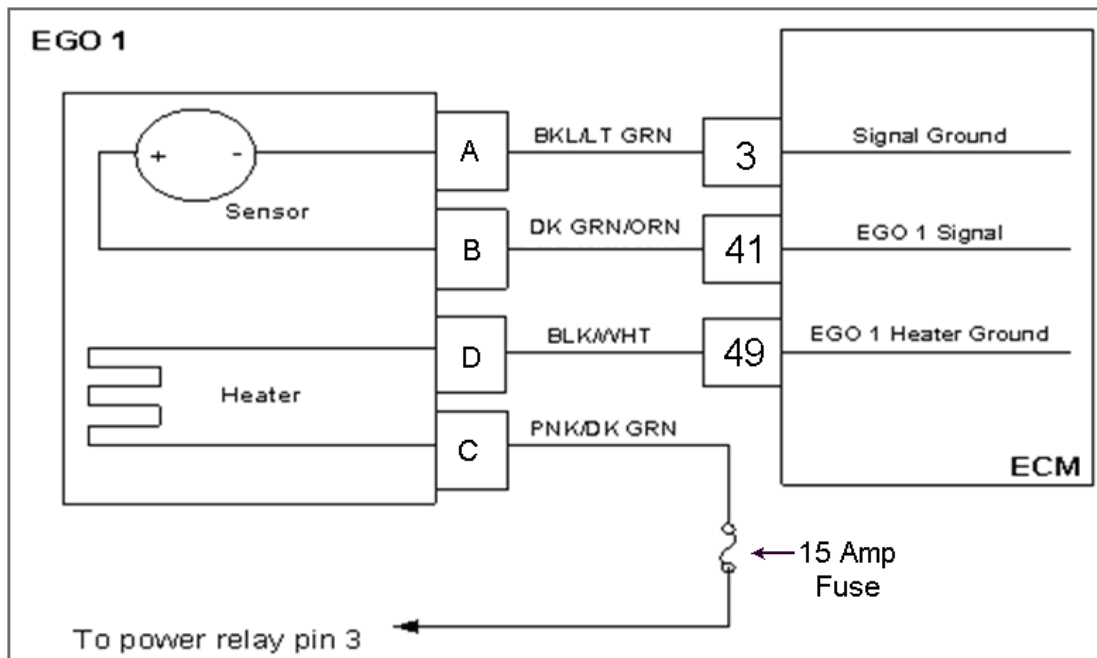 EGO 1
A
BKL/LT GRN
3
Signal Ground
+ -
Sensor
B
DK GRN/ORN
41
EGO 1 Signal
D
BLK/WHT
49
EGO 1 Heater Ground
Heater
C
PNK/DK GRN
ECM
15 Amp
Fuse
To power relay pin 3